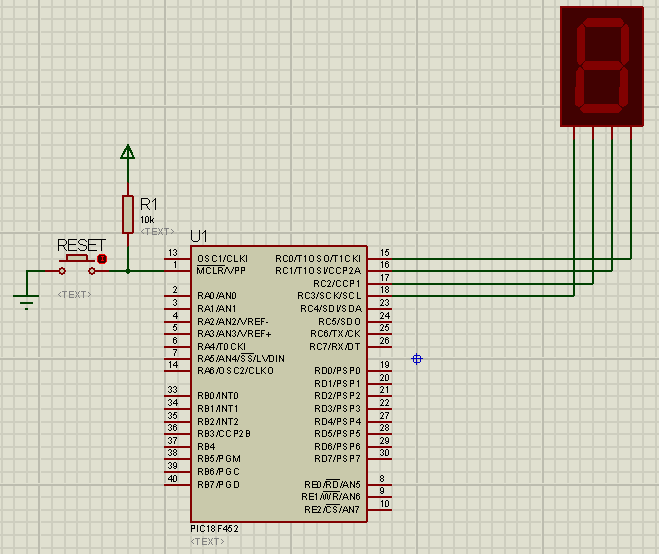 R1
10k
<TEXT>
RESET
<TEXT>
U1
13 OSC1/CLKI RC0/T1OSO/T1CKI 15
1 MCLR/VPP RC1/T1OSI/CCP2A 16
RC2/CCP1 17
2 RA0/AN0 RC3/SCK/SCL 18
3 RA1/AN1 RC4/SDI/SDA 23
4 RA2/AN2/VREF- RC5/SDO 24
5 RA3/AN3/VREF+ RC6/TX/CK 25
6 RA4/T0CKI RC7/RX/DT 26
7 RA5/AN4/SS/LVDIN
14 RA6/OSC2/CLKO RD0/PSP0 19
RD1/PSP1 20
33 RB0/INT0 RD2/PSP2 21
34 RB1/INT1 RD3/PSP3 22
35 RB2/INT2 RD4/PSP4 27
36 RB3/CCP2B RD5/PSP5 28
37 RB4 RD6/PSP6 29
38 RB5/PGM RD7/PSP7 30
39 RB6/PGC
40 RB7/PGD RE0/RD/AN5 8
RE1/WR/AN6 9
RE2/CS/AN7 10
PIC18F452
<TEXT>